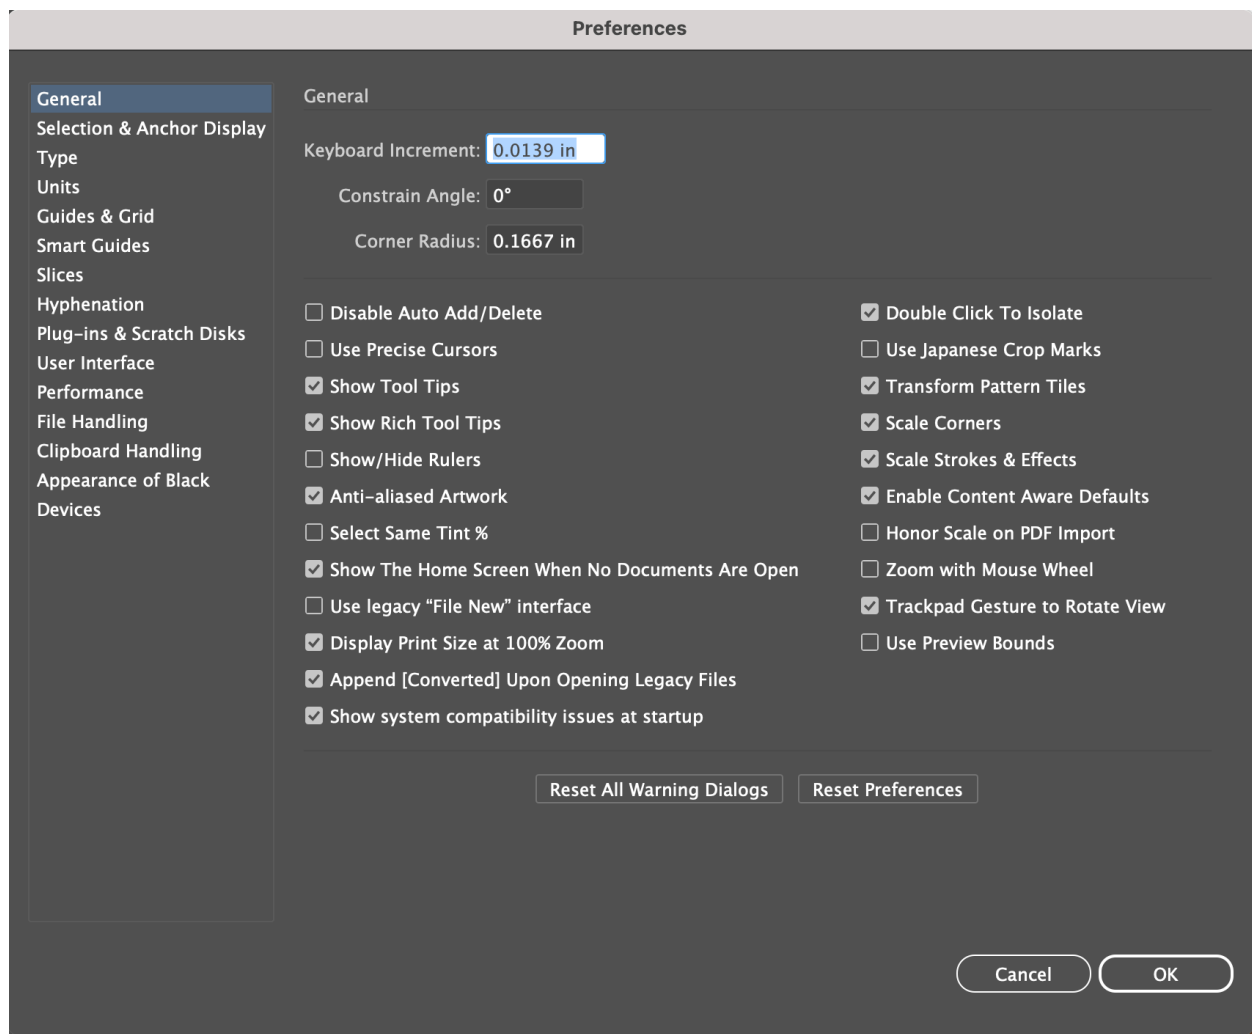 Preferences
General
Selection & Anchor Display
Type
Units
Guides & Grid
Smart Guides
Slices
Hyphenation
Plug-ins & Scratch Disks
User Interface
Performance
File Handling
Clipboard Handling
Appearance of Black
Devices
General
Keyboard Increment: 0.0139 in
Constrain Angle: 0°
Corner Radius: 0.1667 in
Disable Auto Add/Delete
Use Precise Cursors
Show Tool Tips
Show Rich Tool Tips
Show/Hide Rulers
Anti-aliased Artwork
Select Same Tint %
Show The Home Screen When No Documents Are Open
Use legacy “File New” interface
Display Print Size at 100% Zoom
Append [Converted] Upon Opening Legacy Files
Show system compatibility issues at startup
Double Click To Isolate
Use Japanese Crop Marks
Transform Pattern Tiles
Scale Corners
Scale Strokes & Effects
Enable Content Aware Defaults
Honor Scale on PDF Import
Zoom with Mouse Wheel
Trackpad Gesture to Rotate View
Use Preview Bounds
Reset All Warning Dialogs
Reset Preferences
Cancel
OK